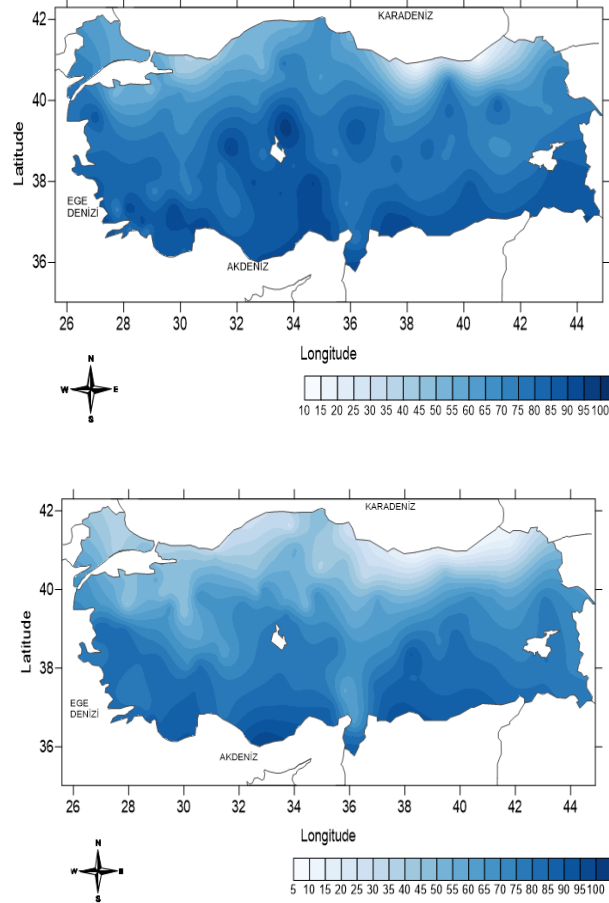 KARADENİZ
42
40
38
36
Latitude
EGE
DENİZİ
AKDENİZ
26 28 30 32 34 36 38 40 42 44
Longitude
N
W E
S
10 15 20 25 30 35 40 45 50 55 60 65 70 75 80 85 90 95 100
KARADENİZ
42
40
38
36
Latitude
EGE
DENİZİ
AKDENİZ
26 28 30 32 34 36 38 40 42 44
Longitude
N
W E
S
5 10 15 20 25 30 35 40 45 50 55 60 65 70 75 80 85 90 95 100